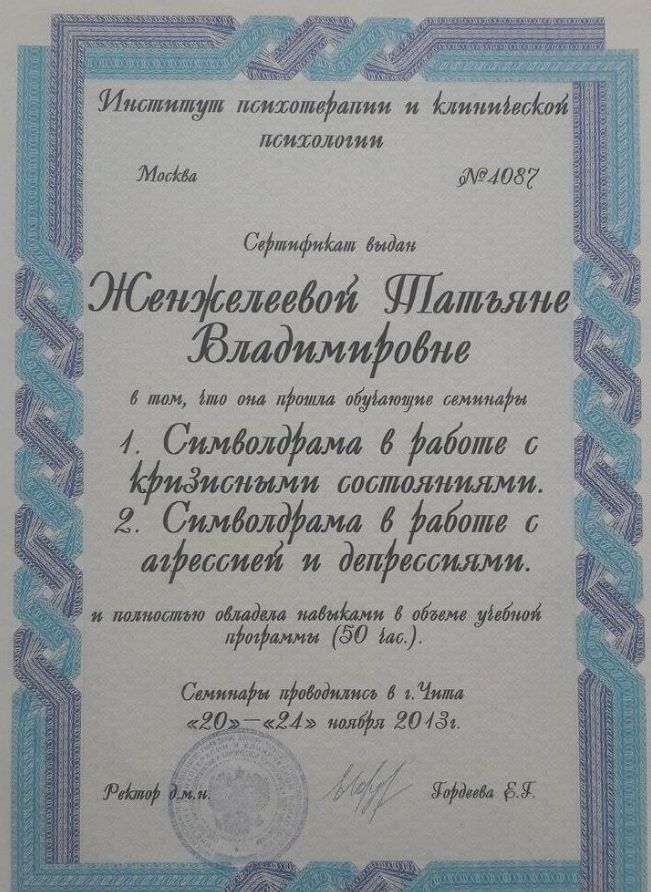 Институт психотерапии и клинической
психологии
Москва №4087
Сертификат выдан
Женжелеевой Татьяне
Владимировне
в том, что она прошла обучающие семинары
1. Символдрама в работе с
кризисными состояниями.
2. Символдрама в работе с
агрессией и депрессиями.
и полностью овладела навыками в объеме учебной
программы (50 час.).
Семинары проводились в г.Чита
«20»—«24» ноября 2013г.
Ректор д.м.н. Гордеева Е.Г.